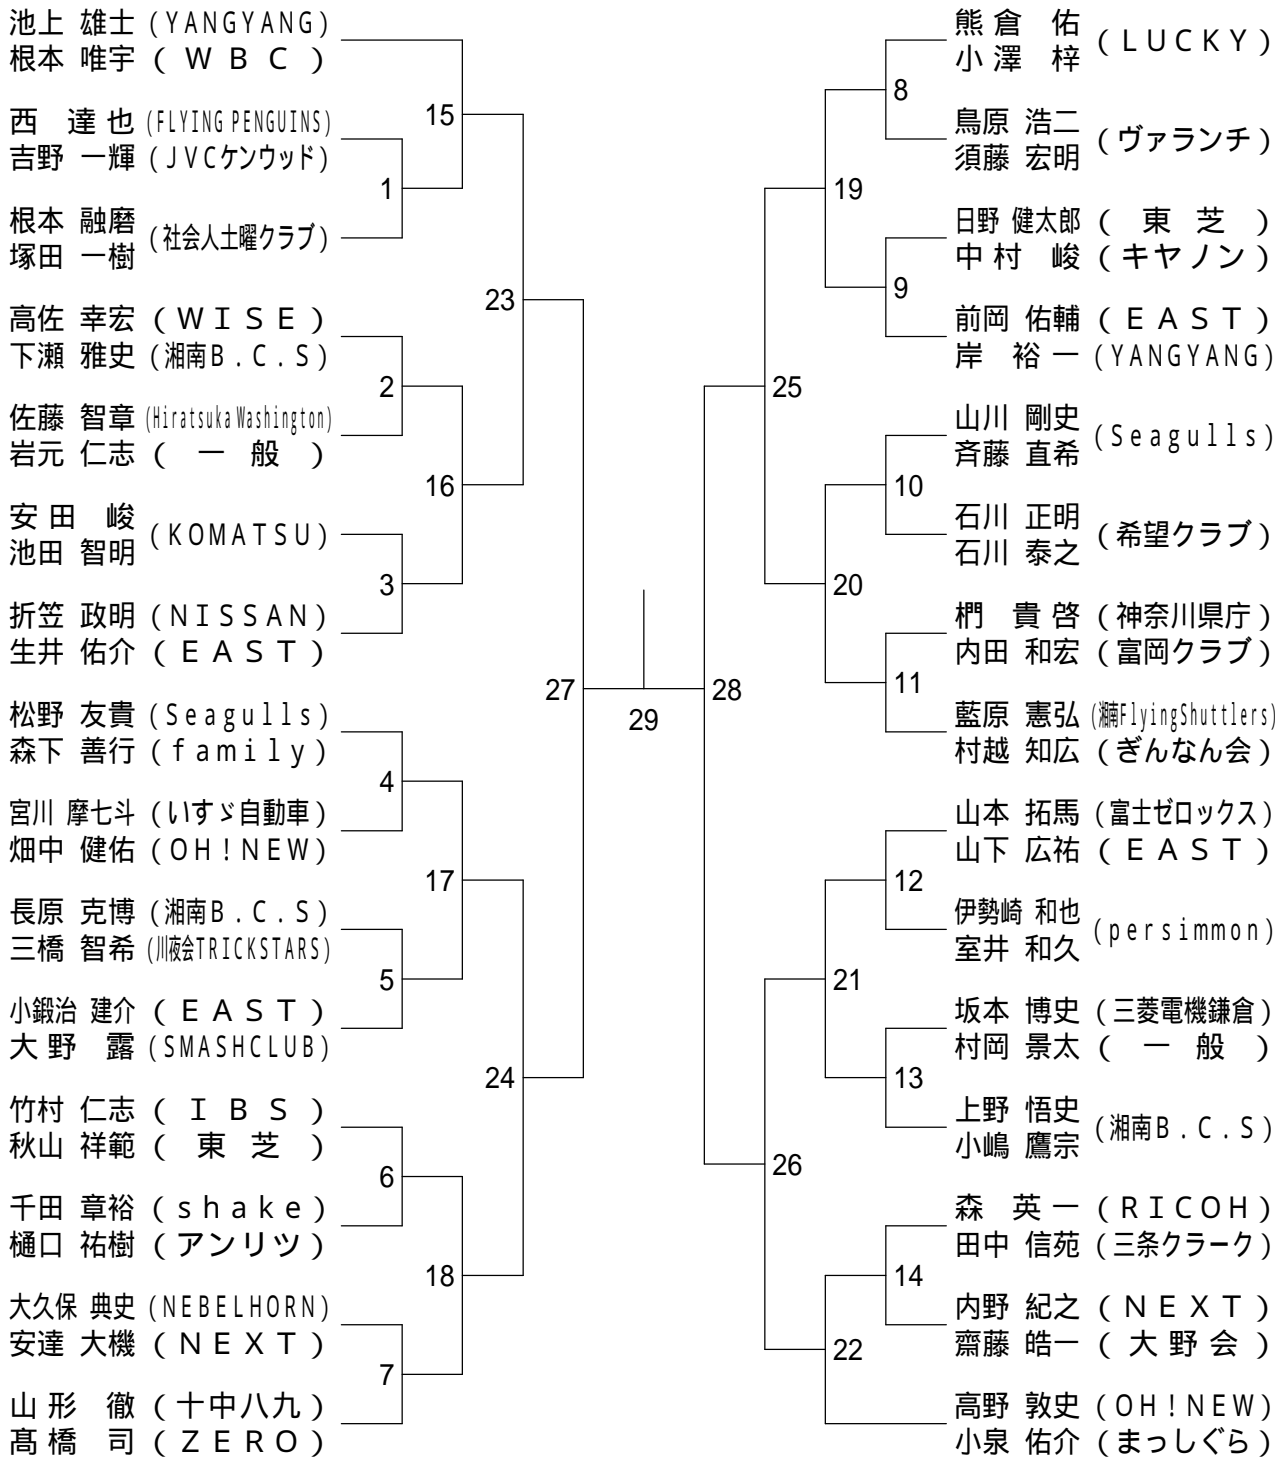 池上 雄士 (YANGYANG)
根本 唯宇 (ＷＢＣ)
15
西 達也 (FLYING PENGUINS)
吉野 一輝 (JVCケンウッド)
1
根本 融磨
塚田 一樹
(社会人土曜クラブ)
23
高佐 幸宏 (ＷＩＳＥ)
下瀬 雅史 (湘南B.C.S)
2
佐藤 智章 (Hiratsuka Washington)
岩元 仁志 (一般)
16
安田 峻
池田 智明
(KOMATSU)
3
折笠 政明 (NISSAN)
生井 佑介 (ＥＡＳＴ)
27
松野 友貴 (Seagulls)
森下 善行 (family)
4
宮川 摩七斗 (いすゞ自動車)
畑中 健佑 (OH!NEW)
17
長原 克博 (湘南B.C.S)
三橋 智希 (川夜会TRICKSTARS)
5
小鍛治 建介 (ＥＡＳＴ)
大野 露 (SMASHCLUB)
24
竹村 仁志 (ＩＢＳ)
秋山 祥範 (東芝)
6
千田 章裕 (shake)
樋口 祐樹 (アンリツ)
18
大久保 典史 (NEBELHORN)
安達 大機 (ＮＥＸＴ)
7
山形 徹 (十中八九)
髙橋 司 (ＺＥＲＯ)
29
熊倉 佑
小澤 梓
(ＬＵＣＫＹ)
8
鳥原 浩二
須藤 宏明
(ヴァランチ)
19
日野 健太郎 (東芝)
中村 峻 (キヤノン)
9
前岡 佑輔 (ＥＡＳＴ)
岸 裕一 (YANGYANG)
25
山川 剛史
斉藤 直希
(Seagulls)
10
石川 正明
石川 泰之
(希望クラブ)
20
椚 貴啓 (神奈川県庁)
内田 和宏 (富岡クラブ)
11
藍原 憲弘 (湘南FlyingShuttlers)
村越 知広 (ぎんなん会)
28
山本 拓馬 (富士ゼロックス)
山下 広祐 (ＥＡＳＴ)
12
伊勢崎 和也
室井 和久
(persimmon)
21
坂本 博史 (三菱電機鎌倉)
村岡 景太 (一般)
13
上野 悟史
小嶋 鷹宗
(湘南B.C.S)
26
森 英一 (RICOH)
田中 信苑 (三条クラーク)
14
内野 紀之 (ＮＥＸＴ)
齋藤 皓一 (大野会)
22
高野 敦史 (OH!NEW)
小泉 佑介 (まっしぐら)